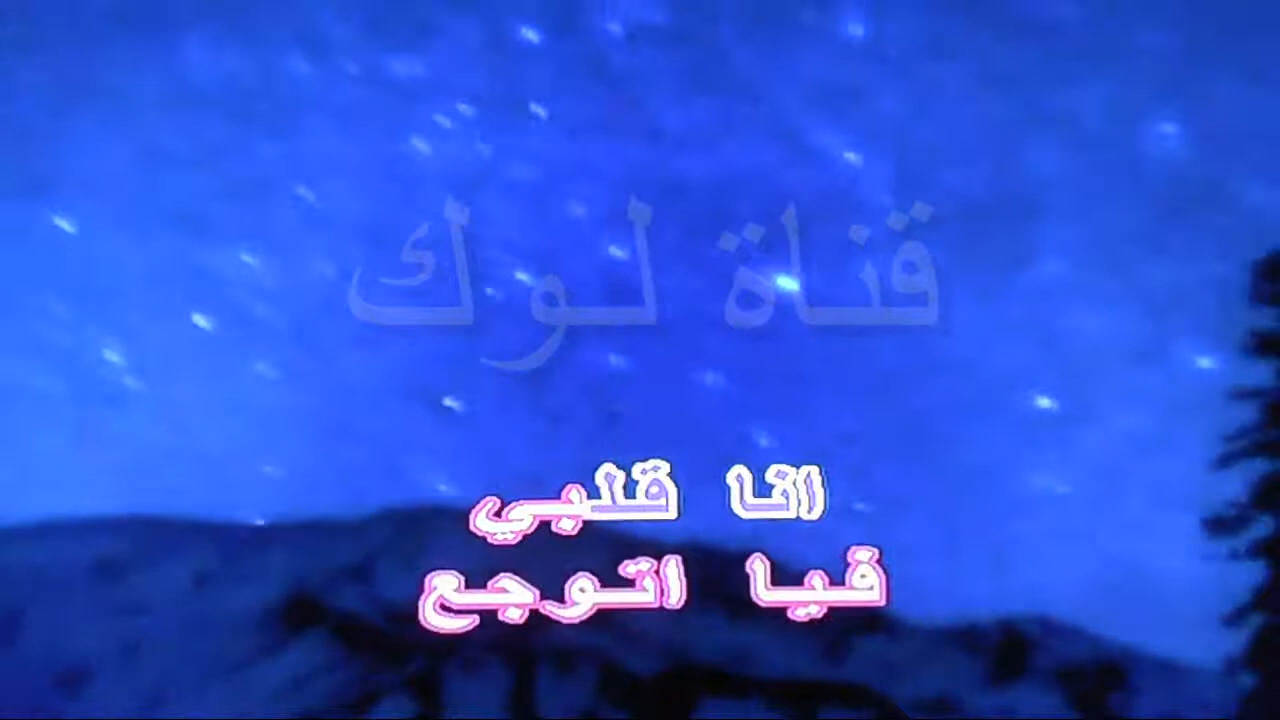 قناة لوك
انا قلبي
فيا اتوجع